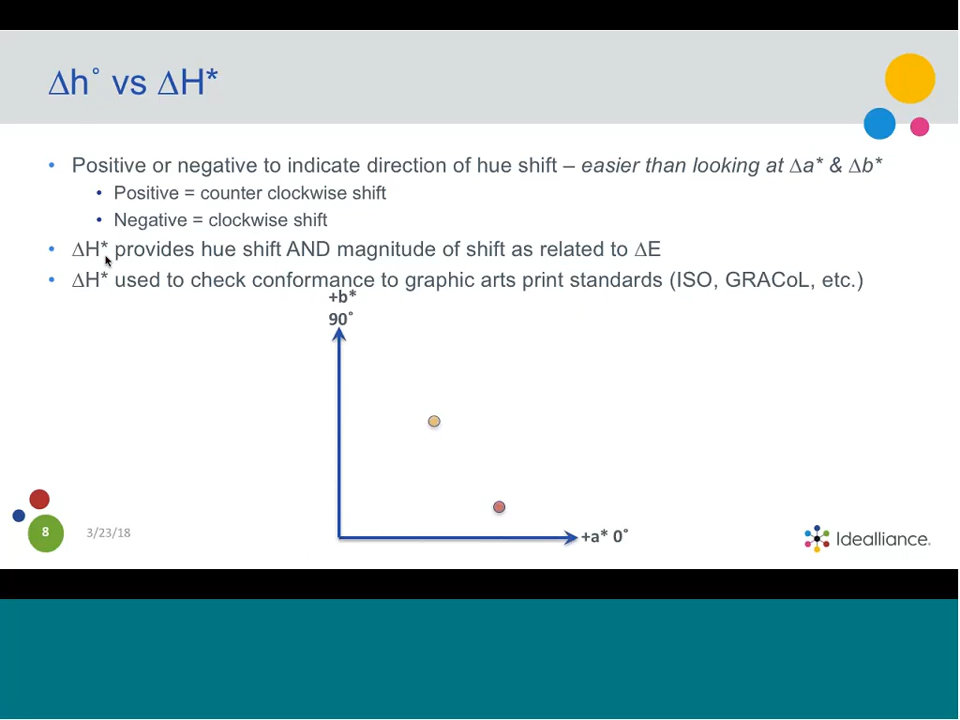 ∆h˚ vs ∆H*
• Positive or negative to indicate direction of hue shift – easier than looking at ∆a* & ∆b*
• Positive = counter clockwise shift
• Negative = clockwise shift
• ∆H* provides hue shift AND magnitude of shift as related to ∆E
• ∆H* used to check conformance to graphic arts print standards (ISO, GRACoL, etc.)
+b*
90˚
+a* 0˚
8
3/23/18
Idealliance.